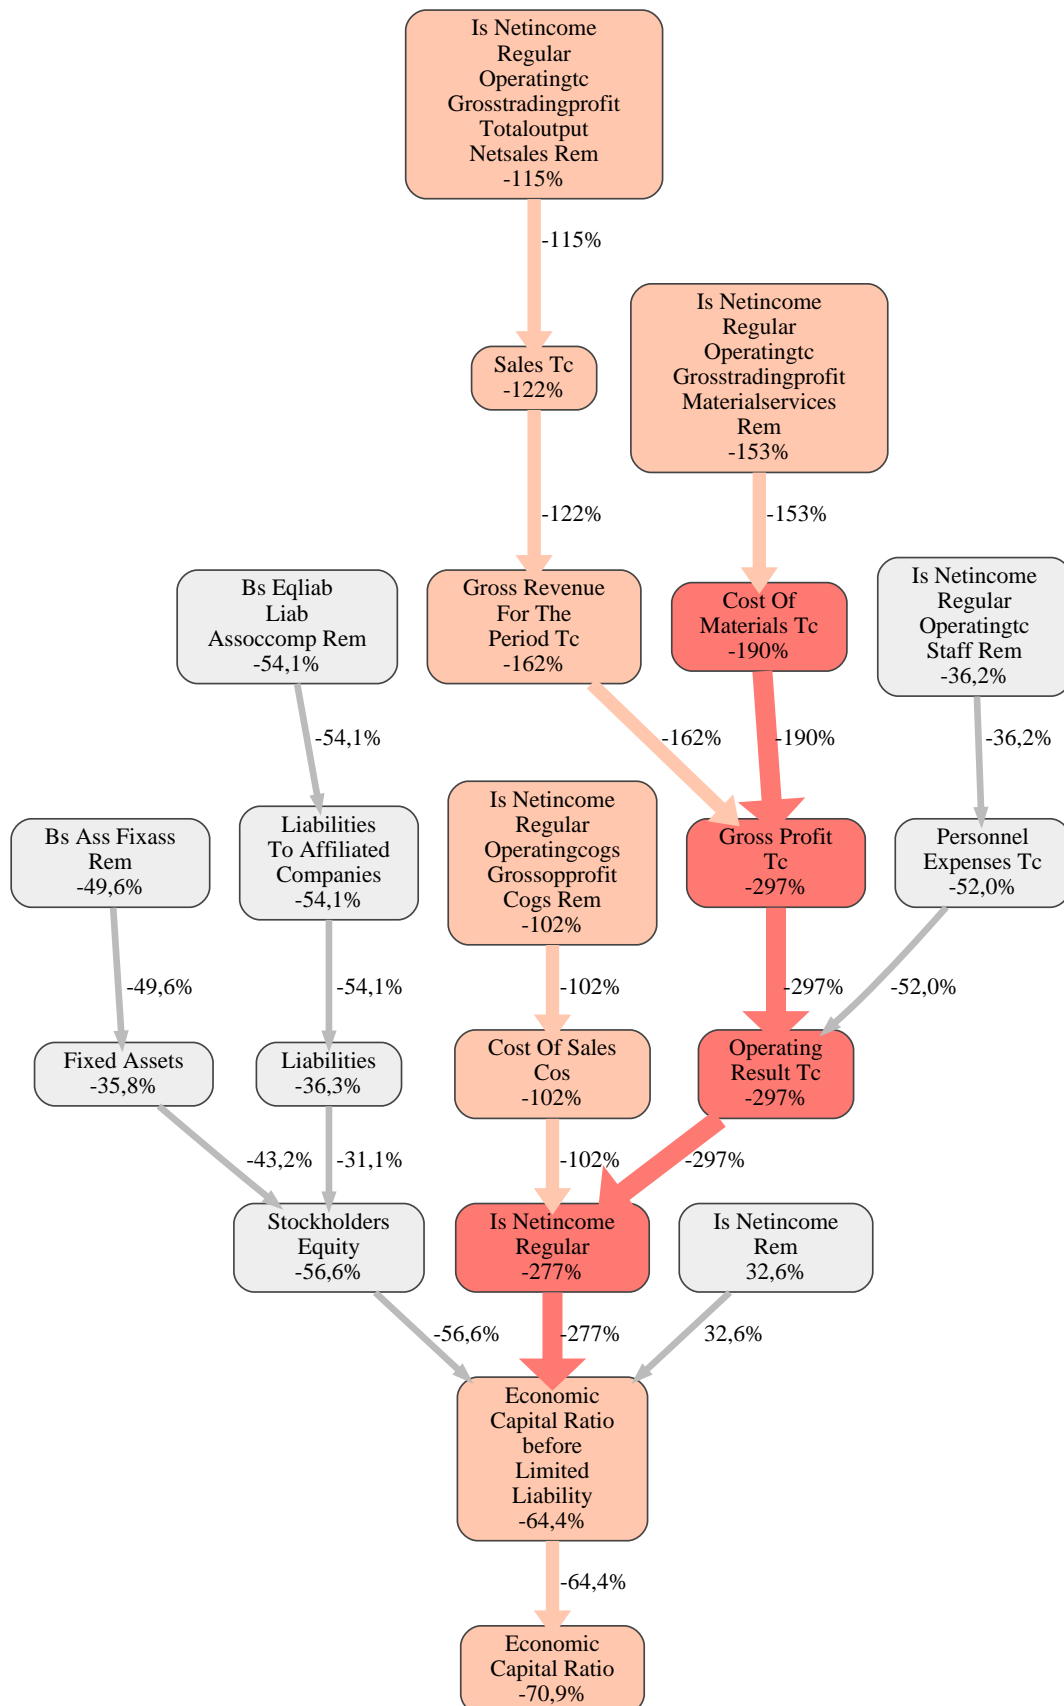 Is Netincome
Regular
Operatingtc
Grosstradingprofit
Totaloutput
Netsales Rem
-115%
-115%
Is Netincome
Regular
Operatingtc
Grosstradingprofit
Materialservices
Rem
-153%
Sales Tc
-122%
-122%
-153%
Bs Eqliab
Liab
Assoccomp Rem
-54,1%
Gross Revenue
For The
Period Tc
-162%
Cost Of
Materials Tc
-190%
Is Netincome
Regular
Operatingtc
Staff Rem
-36,2%
-54,1%
-162%
-190%
-36,2%
Bs Ass Fixass
Rem
-49,6%
Liabilities
To Affiliated
Companies
-54,1%
Is Netincome
Regular
Operatingcogs
Grossopprofit
Cogs Rem
-102%
Gross Profit
Tc
-297%
Personnel
Expenses Tc
-52,0%
-49,6%
-54,1%
-102%
-297%
-52,0%
Fixed Assets
-35,8%
Liabilities
-36,3%
Cost Of Sales
Cos
-102%
Operating
Result Tc
-297%
-43,2%
-31,1%
-102%
-297%
Stockholders
Equity
-56,6%
Is Netincome
Regular
-277%
Is Netincome
Rem
32,6%
-56,6%
-277%
32,6%
Economic
Capital Ratio
before
Limited
Liability
-64,4%
-64,4%
Economic
Capital Ratio
-70,9%